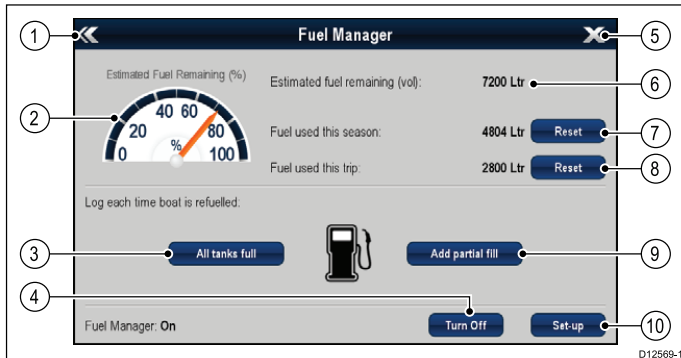 1
Fuel Manager
5
Estimated Fuel Remaining (%)
Estimated fuel remaining (vol):
7200 Ltr
6
2
0
20
40
60
80
100
%
Fuel used this season:
4804 Ltr
Reset
7
Fuel used this trip:
2800 Ltr
Reset
8
Log each time boat is refuelled:
3
All tanks full
Add partial fill
9
4
Fuel Manager: On
Turn Off
Set-up
10
D12569-1